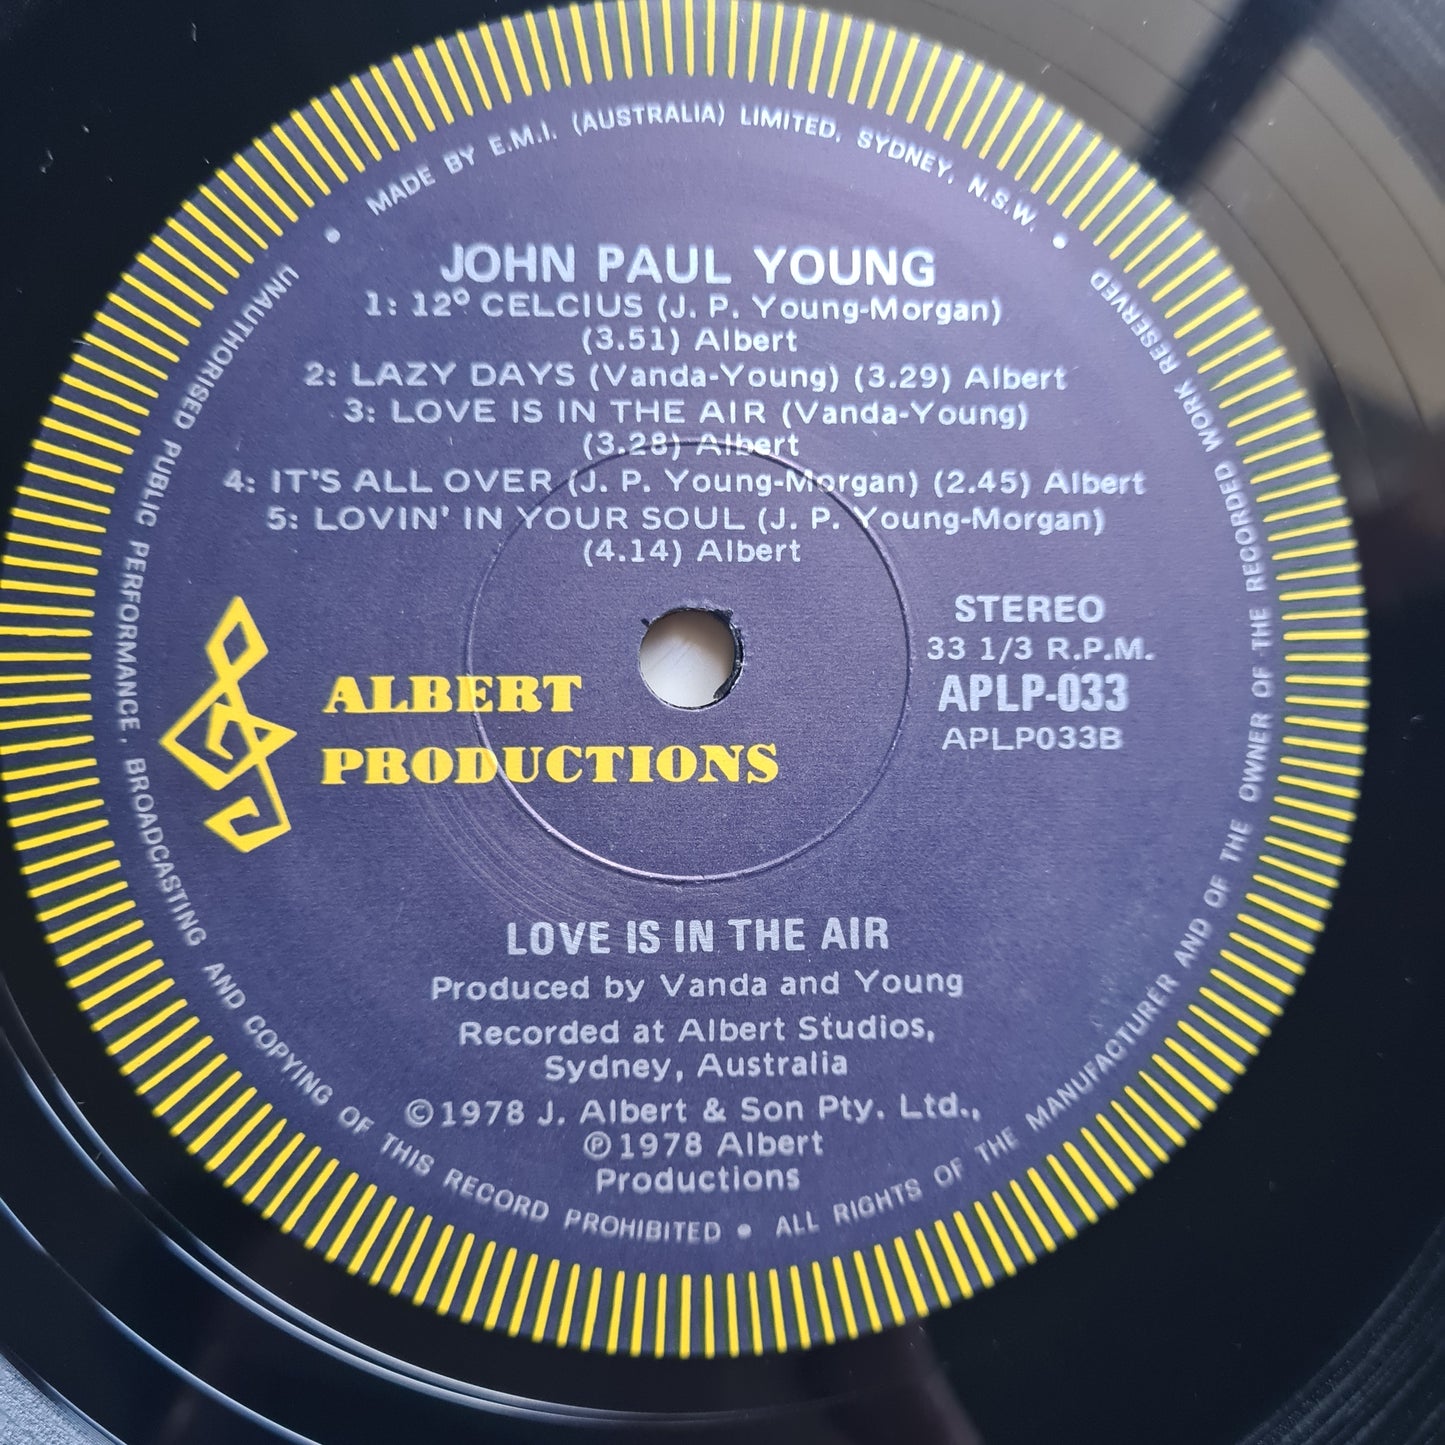 MADE BY E.M.I. (AUSTRALIA) LIMITED, SYDNEY, N.S.W.
JOHN PAUL YOUNG
1: 12° CELCIUS (J. P. Young-Morgan)
(3.51) Albert
2: LAZY DAYS (Vanda-Young) (3.29) Albert
3: LOVE IS IN THE AIR (Vanda-Young)
(3.28) Albert
4: IT'S ALL OVER (J. P. Young-Morgan) (2.45) Albert
5: LOVIN' IN YOUR SOUL (J. P. Young-Morgan)
(4.14) Albert
STEREO
33 1/3 R.P.M.
APLP-033
APLP033B
ALBERT
PRODUCTIONS
LOVE IS IN THE AIR
Produced by Vanda and Young
Recorded at Albert Studios,
Sydney, Australia
©1978 J. Albert & Son Pty. Ltd.,
℗1978 Albert
Productions
UNAUTHORISED PUBLIC PERFORMANCE, BROADCASTING AND COPYING OF THIS RECORD PROHIBITED • ALL RIGHTS OF THE MANUFACTURER AND OF THE OWNER OF THE RECORDED WORK RESERVED